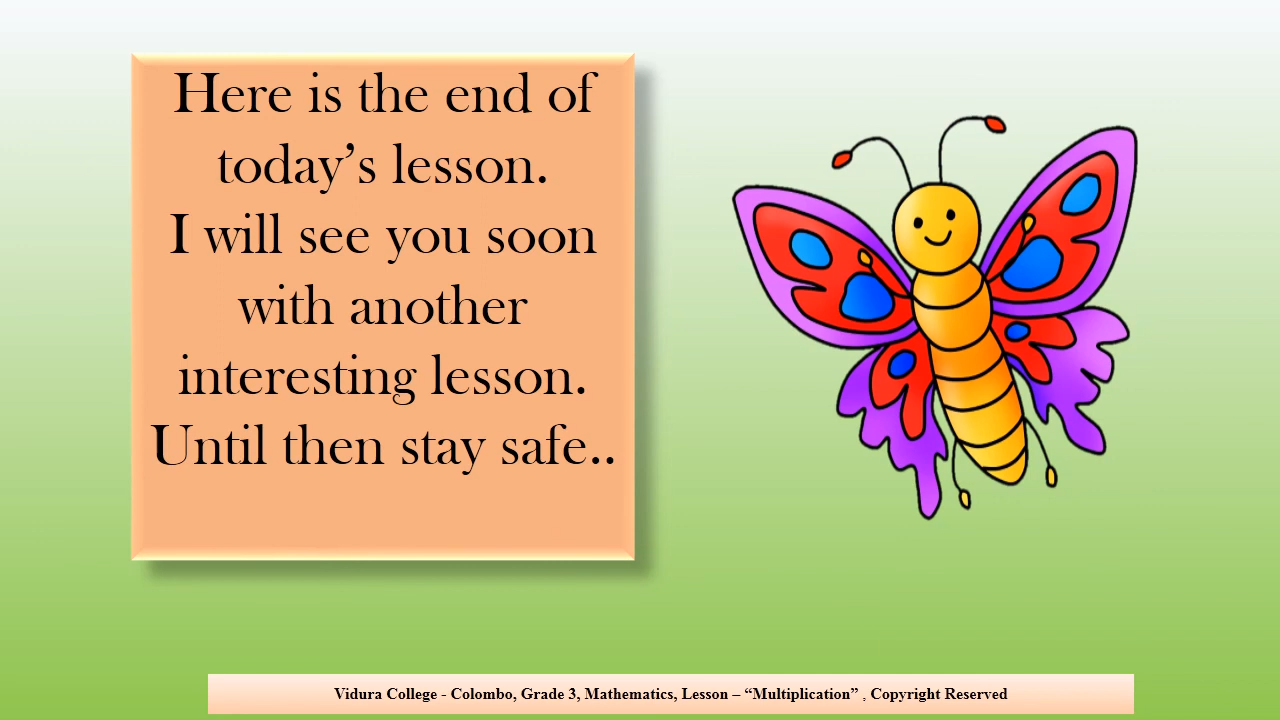 Here is the end of
today’s lesson.
I will see you soon
with another
interesting lesson.
Until then stay safe..
Vidura College - Colombo, Grade 3, Mathematics, Lesson – “Multiplication” , Copyright Reserved